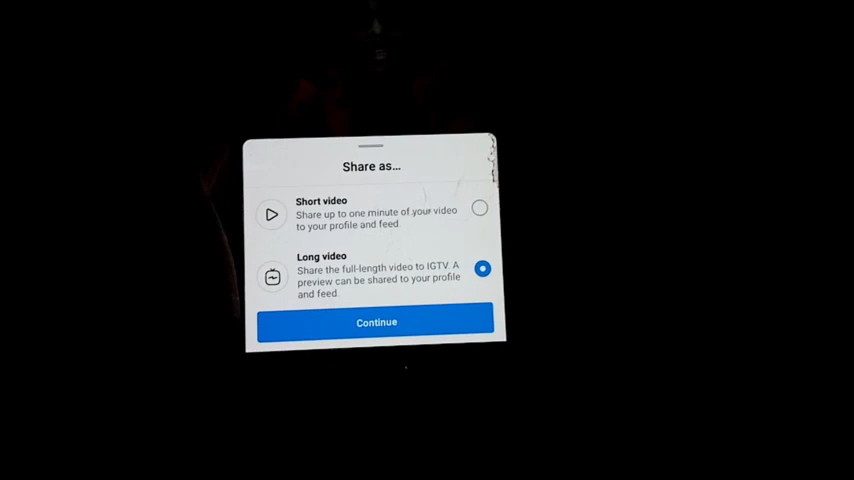 Share as...
Short video
Share up to one minute of your video
to your profile and feed.
Long video
Share the full-length video to IGTV. A
preview can be shared to your profile
and feed.
Continue